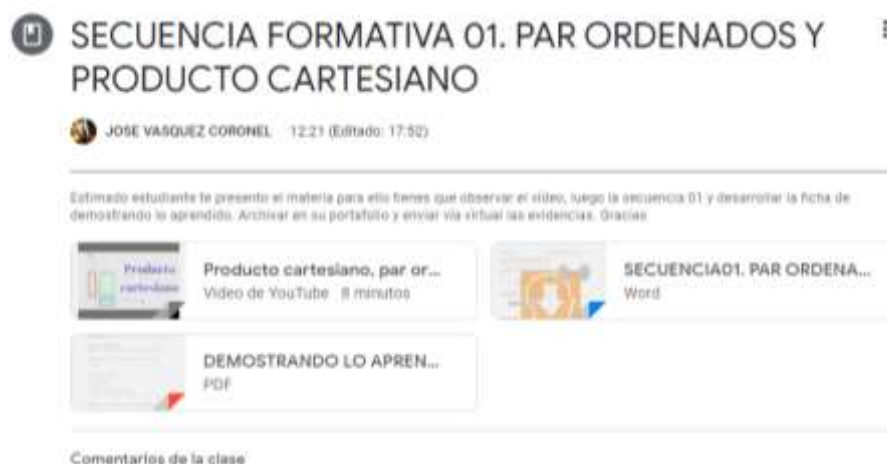 SECUENCIA FORMATIVA 01. PAR ORDENADOS Y
PRODUCTO CARTESIANO
JOSE VASQUEZ CORONEL 12:21 (Editado: 17:52)
Estimado estudiante te presento el materia para ello tienes que observar el video, luego la secuencia 01 y desarrollar la ficha de
demostrando lo aprendido. Archivar en su portafolio y enviar vía virtual las evidencias. Gracias
Producto
cartesiano
Producto cartesiano, par or...
Video de YouTube 8 minutos
SECUENCIA01. PAR ORDENA...
Word
DEMOSTRANDO LO APREN...
PDF
Comentarios de la clase